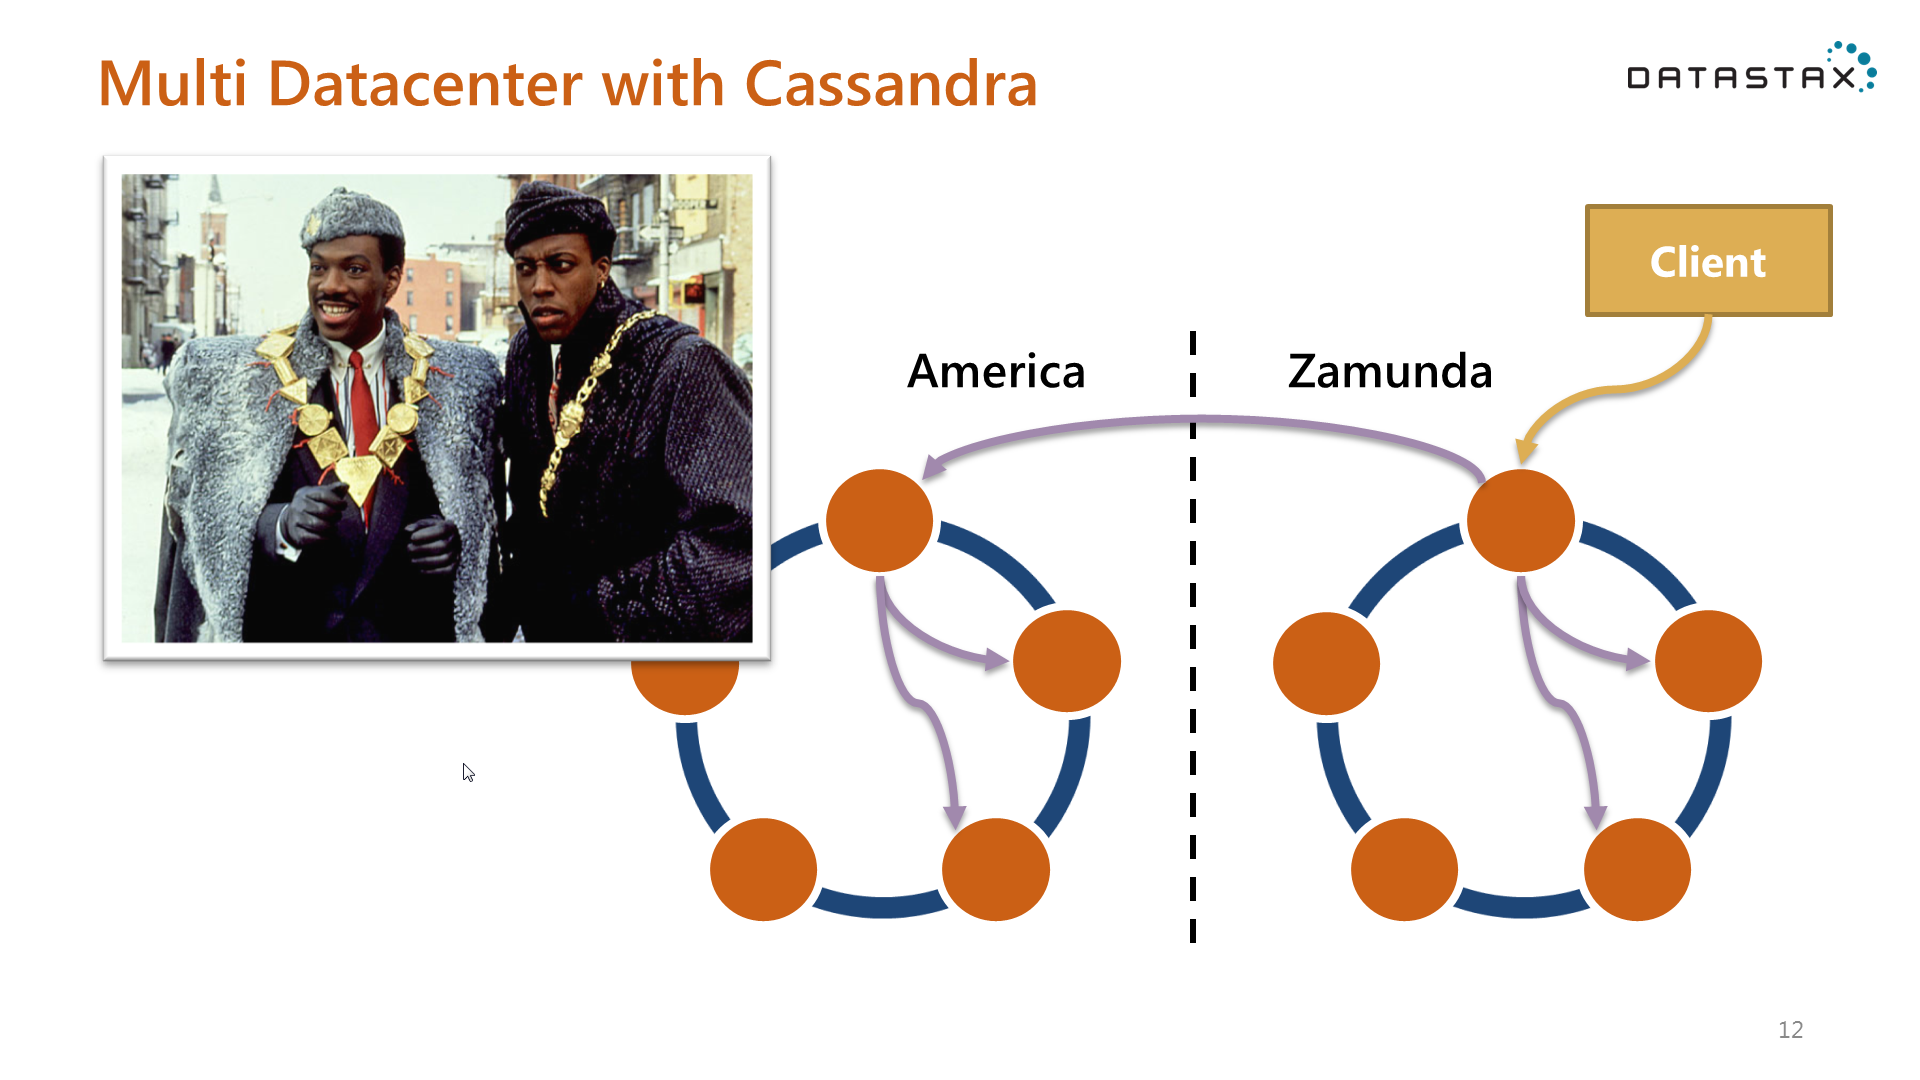 Multi Datacenter with Cassandra
DATASTAX
Client
America
Zamunda
12